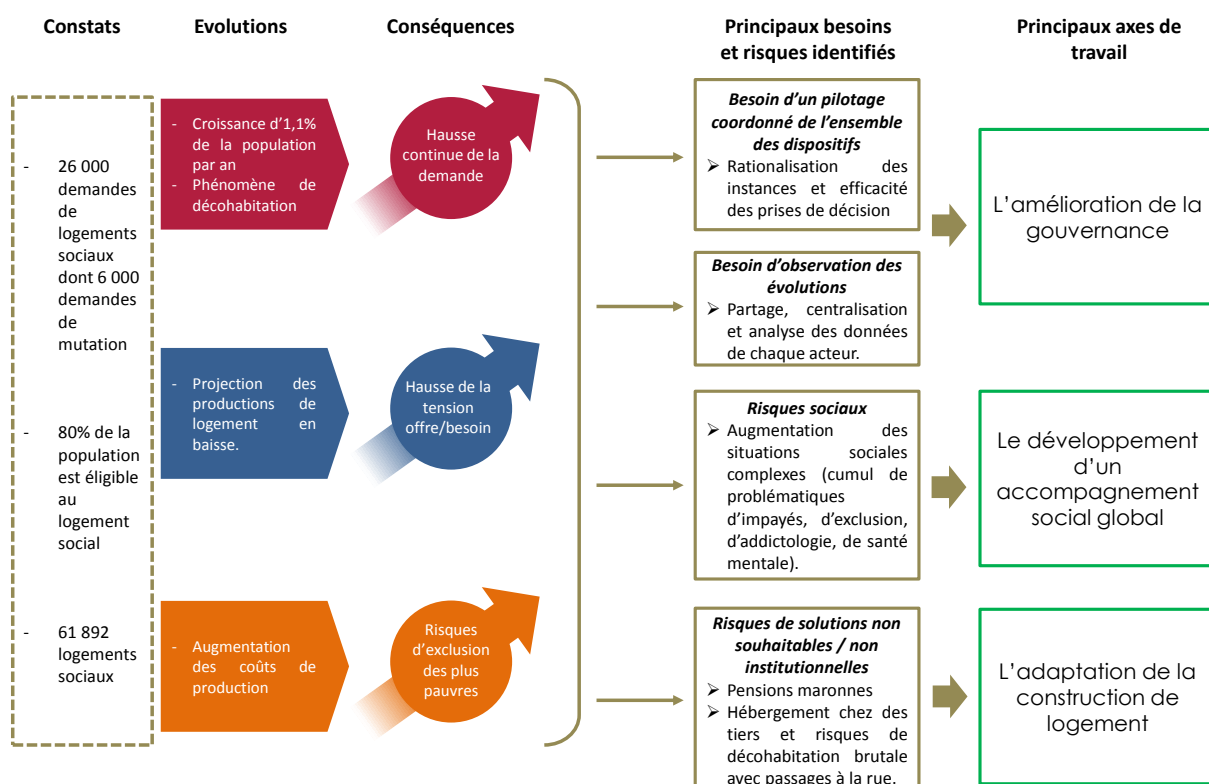 Constats
Evolutions
Conséquences
Principaux besoins
et risques identifiés
Principaux axes de
travail
- 26 000
demandes
de
logements
sociaux
dont 6 000
demandes
de
mutation
- 80% de la
population
est éligible
au
logement
social
- 61 892
logements
sociaux
- Croissance d’1,1%
de la population
par an
- Phénomène de
décohabitation
Hausse
continue de la
demande
- Projection des
productions de
logement en
baisse.
Hausse de la
tension
offre/besoin
- Augmentation
des coûts de
production
Risques
d’exclusion
des plus
pauvres
Besoin d’un pilotage
coordonné de l’ensemble
des dispositifs
➢ Rationalisation des
instances et efficacité
des prises de décision
Besoin d’observation des
évolutions
➢ Partage, centralisation
et analyse des données
de chaque acteur.
Risques sociaux
➢ Augmentation des
situations sociales
complexes (cumul de
problématiques
d’impayés, d’exclusion,
d’addictologie, de santé
mentale).
Risques de solutions non
souhaitables / non
institutionnelles
➢ Pensions maronnes
➢ Hébergement chez des
tiers et risques de
décohabitation brutale
avec passages à la rue.
L’amélioration de la
gouvernance
Le développement
d’un
accompagnement
social global
L’adaptation de la
construction de
logement